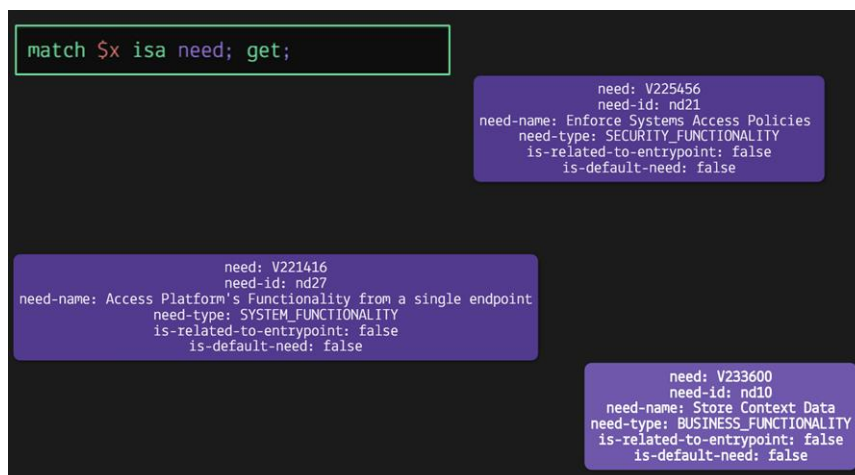 match $x isa need; get;
need: V225456
need-id: nd21
need-name: Enforce Systems Access Policies
need-type: SECURITY_FUNCTIONALITY
is-related-to-entrypoint: false
is-default-need: false
need: V221416
need-id: nd27
need-name: Access Platform's Functionality from a single endpoint
need-type: SYSTEM_FUNCTIONALITY
is-related-to-entrypoint: false
is-default-need: false
need: V233600
need-id: nd10
need-name: Store Context Data
need-type: BUSINESS_FUNCTIONALITY
is-related-to-entrypoint: false
is-default-need: false